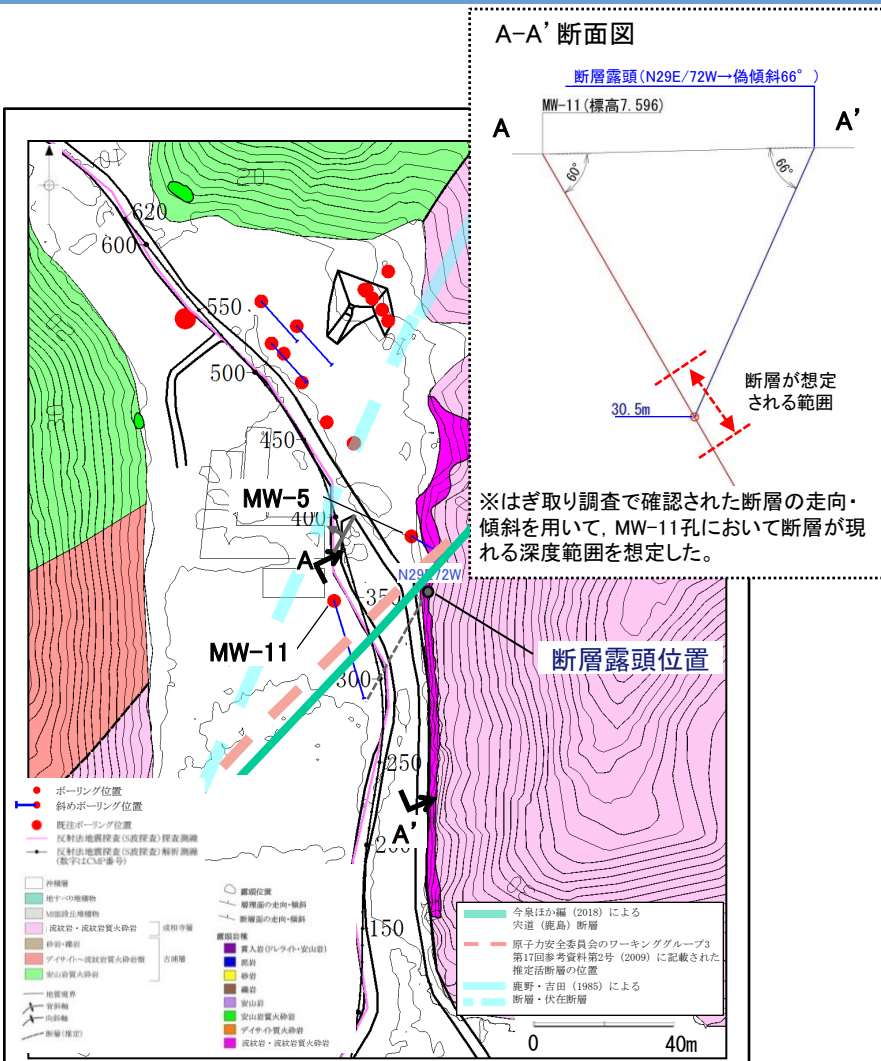 A-A’断面図
断層露頭(N29E/72W→偽傾斜66°)
MW-11(標高7.596)
A
A’
60°
66°
断層が想定
される範囲
30.5m
※はぎ取り調査で確認された断層の走向・
傾斜を用いて, MW-11孔において断層が現
れる深度範囲を想定した。
20
620
600
550
500
450
MW-5
400
A
N29E/72W
350
MW-11
断層露頭位置
300
250
A’
200
150
ボーリング位置
斜めボーリング位置
既往ボーリング位置
反射法地震探査(S波探査)探査測線
反射法地震探査(S波探査)解析測線
(数字はCMP番号)
沖積層
地すべり堆積物
M面段丘堆積物
流紋岩・流紋岩質火砕岩
成相寺層
砂岩・礫岩
デイサイト～流紋岩質火砕岩類
古浦層
安山岩質火砕岩
地質境界
背斜軸
向斜軸
断層(推定)
露頭位置
層理面の走向・傾斜
断層面の走向・傾斜
露頭岩種
貫入岩(ドレライト・安山岩)
泥岩
砂岩
礫岩
安山岩
安山岩質火砕岩
デイサイト質火砕岩
流紋岩・流紋岩質火砕岩
今泉ほか編(2018)による
宍道(鹿島)断層
原子力安全委員会のワーキンググループ3
第17回参考資料第2号(2009)に記載された
推定活断層の位置
鹿野・吉田(1985)による
断層・伏在断層
0
40m